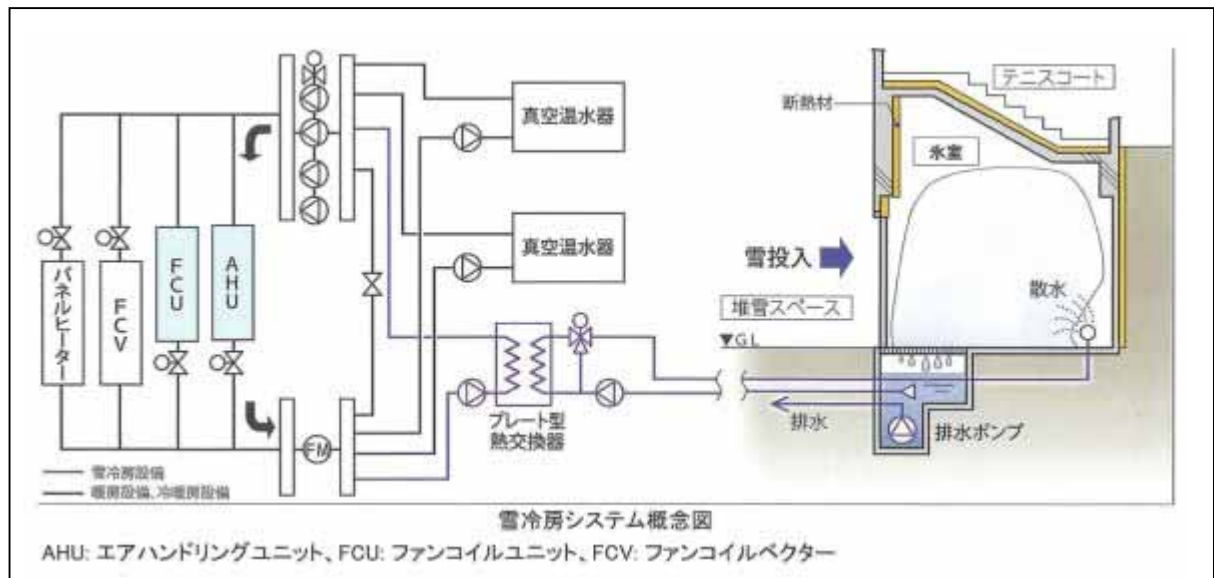 テニスコート
断熱材
氷室
真空温水器
真空温水器
雪投入
堆雪スペース
▼GL
散水
パネルヒーター
FCV
FCU
AHU
プレート型
熱交換器
排水
排水ポンプ
FM
雪冷房設備
暖房設備、冷暖房設備
雪冷房システム概念図
AHU: エアハンドリングユニット、FCU: ファンコイルユニット、FCV: ファンコイルベクター